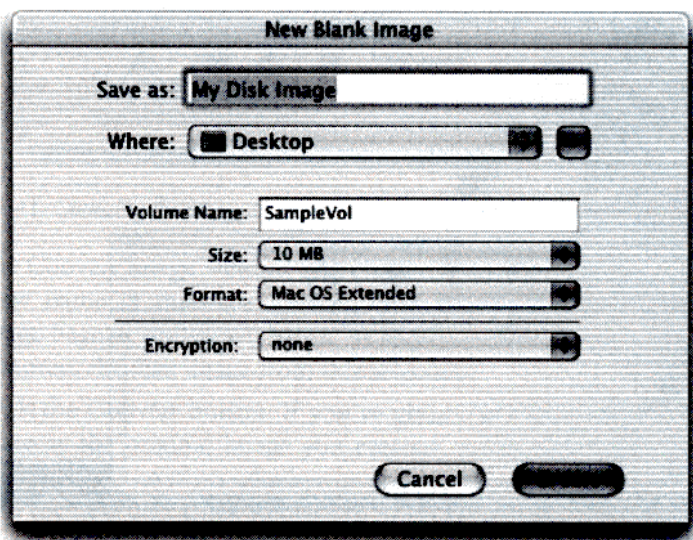 New Blank Image
Save as: My Disk Image
Where: Desktop
Volume Name: SampleVol
Size: 10 MB
Format: Mac OS Extended
Encryption: none
Cancel